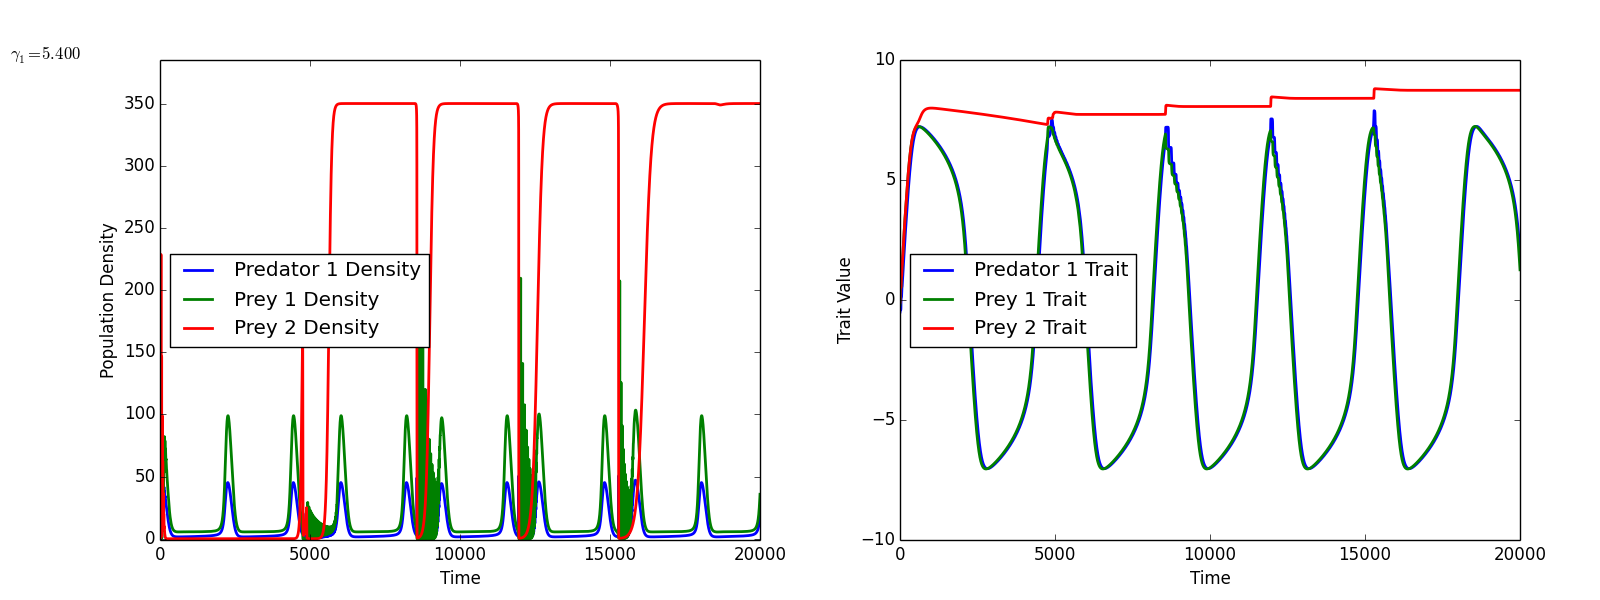 γ₁=5.400
350
300
250
200
150
100
50
0
Population Density
Predator 1 Density
Prey 1 Density
Prey 2 Density
0 5000 10000 15000 20000
Time
10
5
0
−5
−10
Trait Value
Predator 1 Trait
Prey 1 Trait
Prey 2 Trait
0 5000 10000 15000 20000
Time